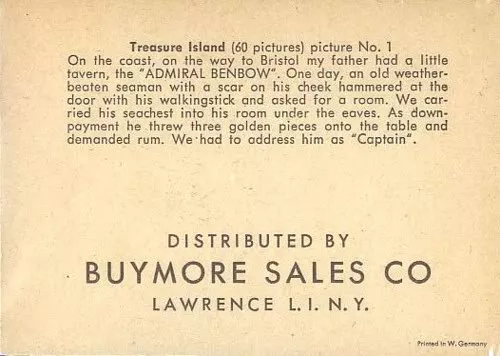 Treasure Island (60 pictures) picture No. 1
On the coast, on the way to Bristol my father had a little
tavern, the "ADMIRAL BENBOW". One day, an old weather-
beaten seaman with a scar on his cheek hammered at the
door with his walkingstick and asked for a room. We car-
ried his seachest into his room under the eaves. As down-
payment he threw three golden pieces onto the table and
demanded rum. We had to address him as "Captain".
DISTRIBUTED BY
BUYMORE SALES CO
LAWRENCE L. I. N. Y.
Printed in W. Germany